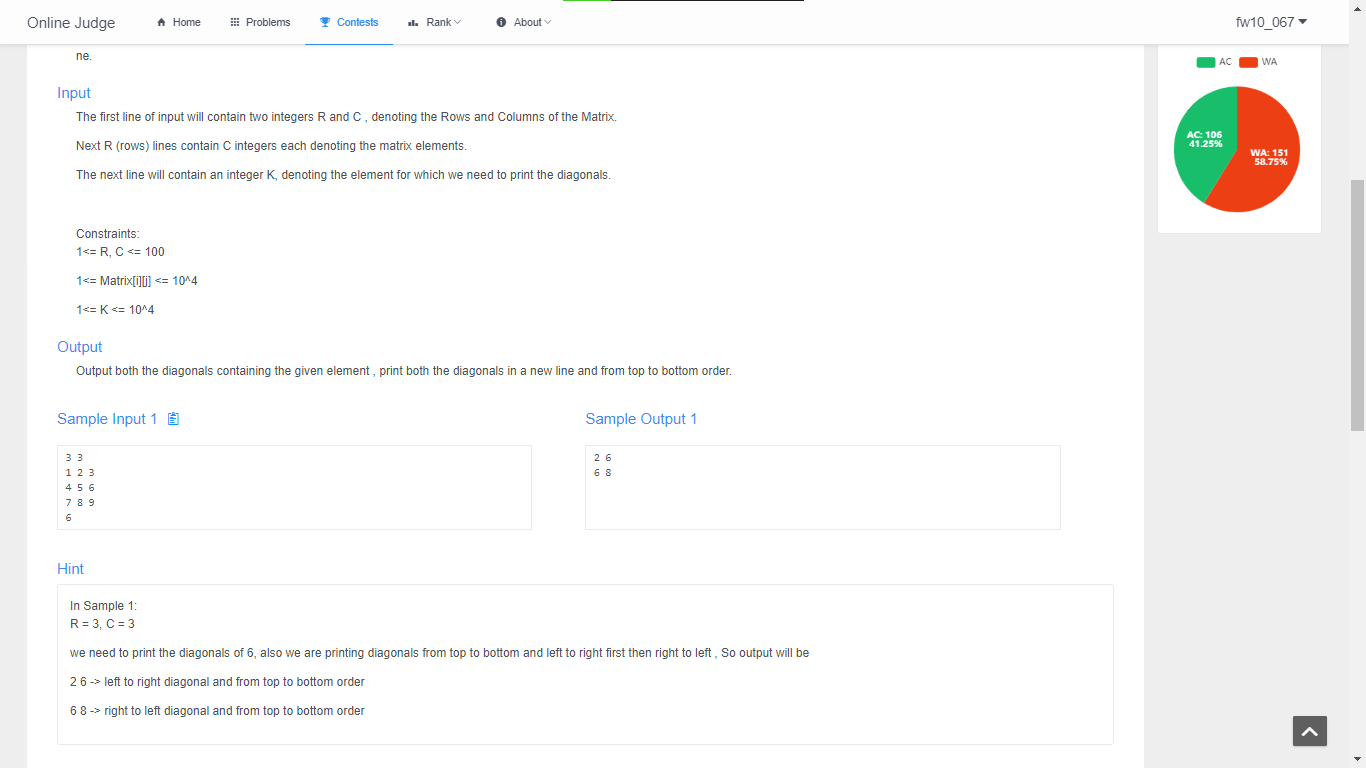 Online Judge
Home
Problems
Contests
Rank
About
fw10_067
ne.
Input
The first line of input will contain two integers R and C , denoting the Rows and Columns of the Matrix.
Next R (rows) lines contain C integers each denoting the matrix elements.
The next line will contain an integer K, denoting the element for which we need to print the diagonals.
Constraints:
1<= R, C <= 100
1<= Matrix[i][j] <= 10^4
1<= K <= 10^4
Output
Output both the diagonals containing the given element , print both the diagonals in a new line and from top to bottom order.
Sample Input 1
3 3
1 2 3
4 5 6
7 8 9
6
Sample Output 1
2 6
6 8
Hint
In Sample 1:
R = 3, C = 3
we need to print the diagonals of 6, also we are printing diagonals from top to bottom and left to right first then right to left , So output will be
2 6 -> left to right diagonal and from top to bottom order
6 8 -> right to left diagonal and from top to bottom order
AC
WA
AC: 106
41.25%
WA: 151
58.75%